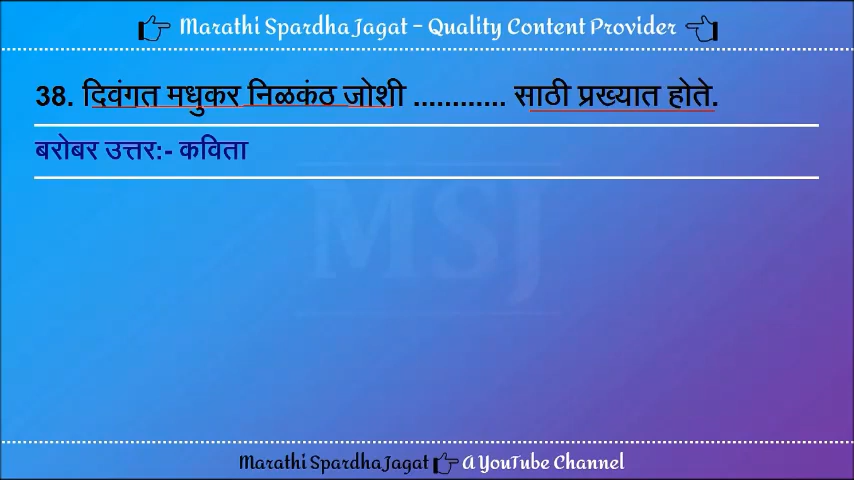 Marathi Spardha Jagat - Quality Content Provider
38. दिवंगत मधुकर निळकंठ जोशी ............ साठी प्रख्यात होते.
बरोबर उत्तर:- कविता
MSJ
Marathi Spardha Jagat A YouTube Channel